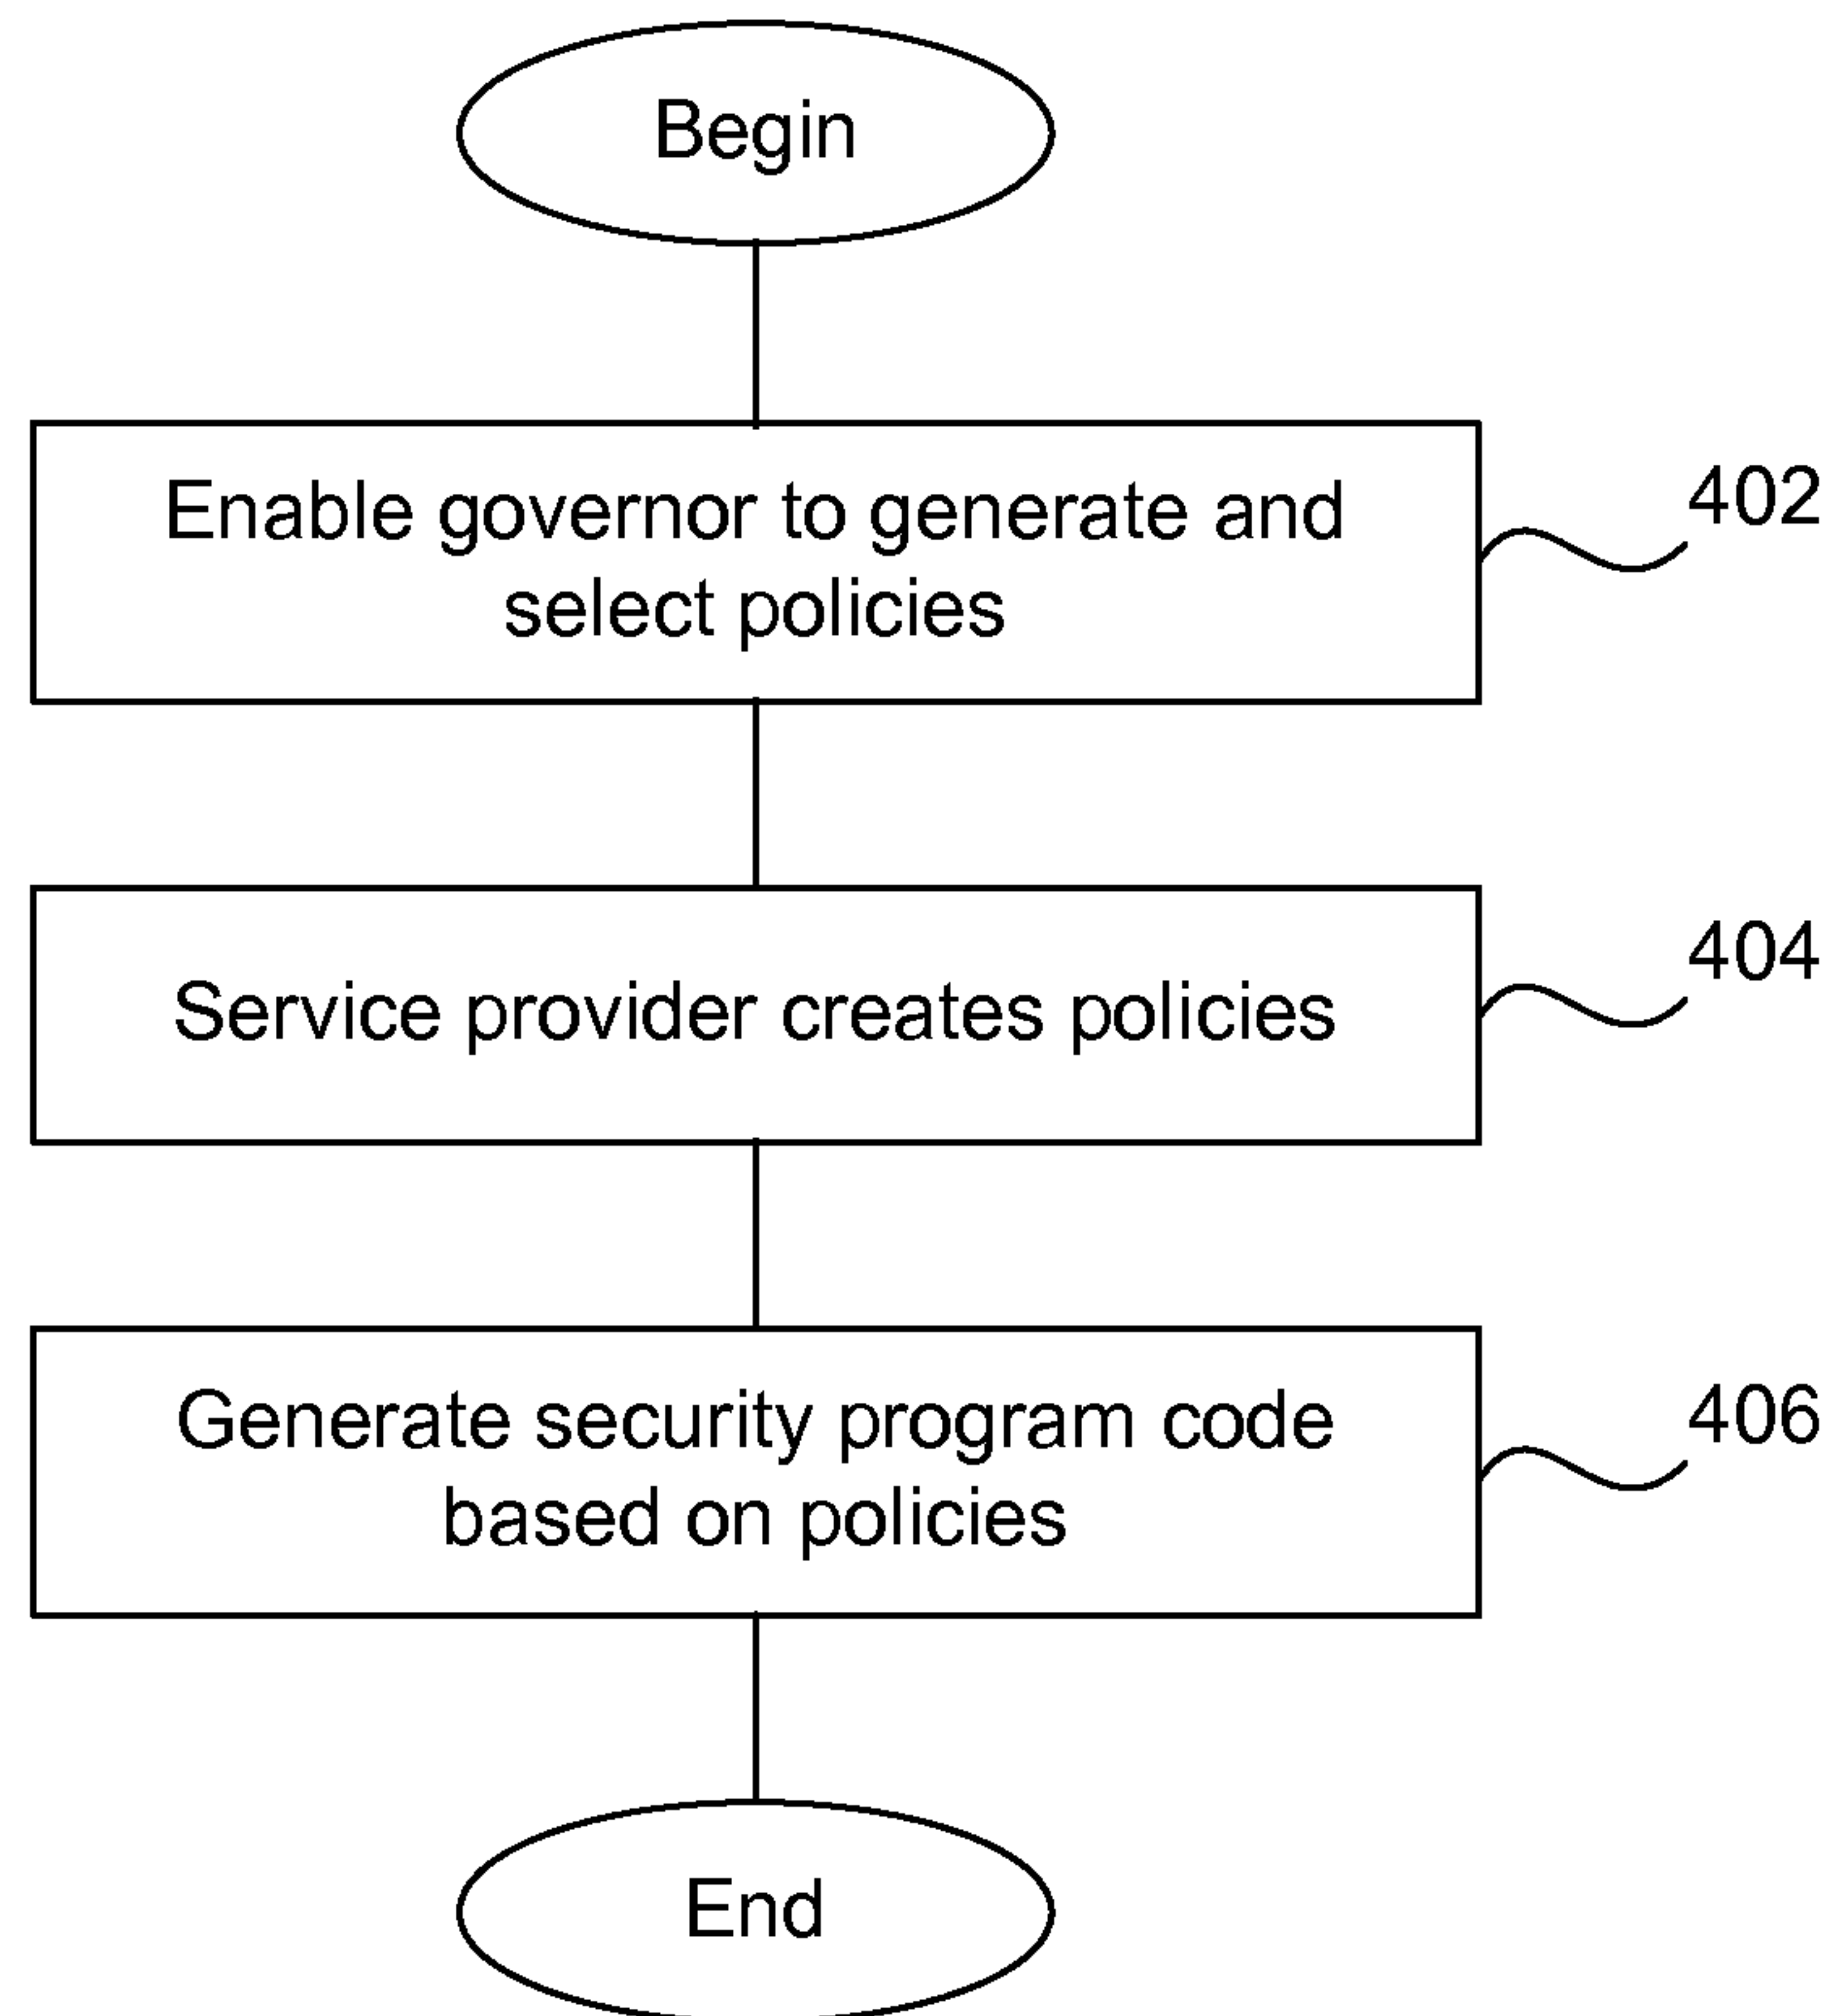 Begin
Enable governor to generate and
select policies
402
Service provider creates policies
404
Generate security program code
based on policies
406
End